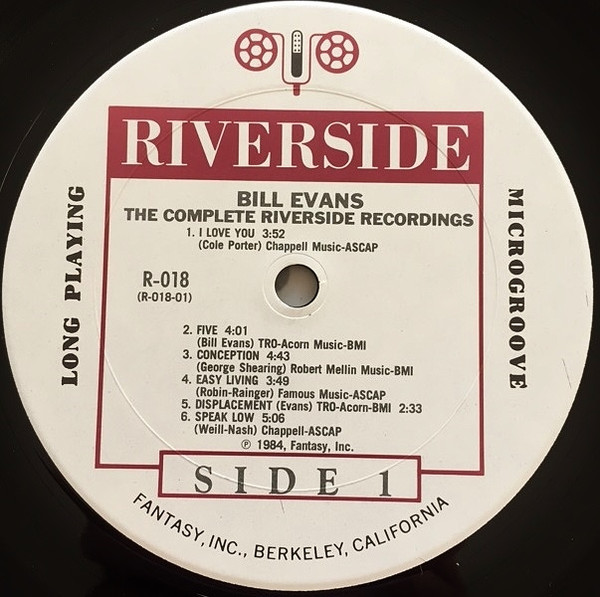 RIVERSIDE
BILL EVANS
THE COMPLETE RIVERSIDE RECORDINGS
1. I LOVE YOU 3:52
(Cole Porter) Chappell Music-ASCAP
R-018
(R-018-01)
LONG PLAYING
MICROGROOVE
2. FIVE 4:01
(Bill Evans) TRO-Acorn Music-BMI
3. CONCEPTION 4:43
(George Shearing) Robert Mellin Music-BMI
4. EASY LIVING 3:49
(Robin-Rainger) Famous Music-ASCAP
5. DISPLACEMENT (Evans) TRO-Acorn-BMI 2:33
6. SPEAK LOW 5:06
(Weill-Nash) Chappell-ASCAP
℗ 1984, Fantasy, Inc.
SIDE 1
FANTASY, INC., BERKELEY, CALIFORNIA